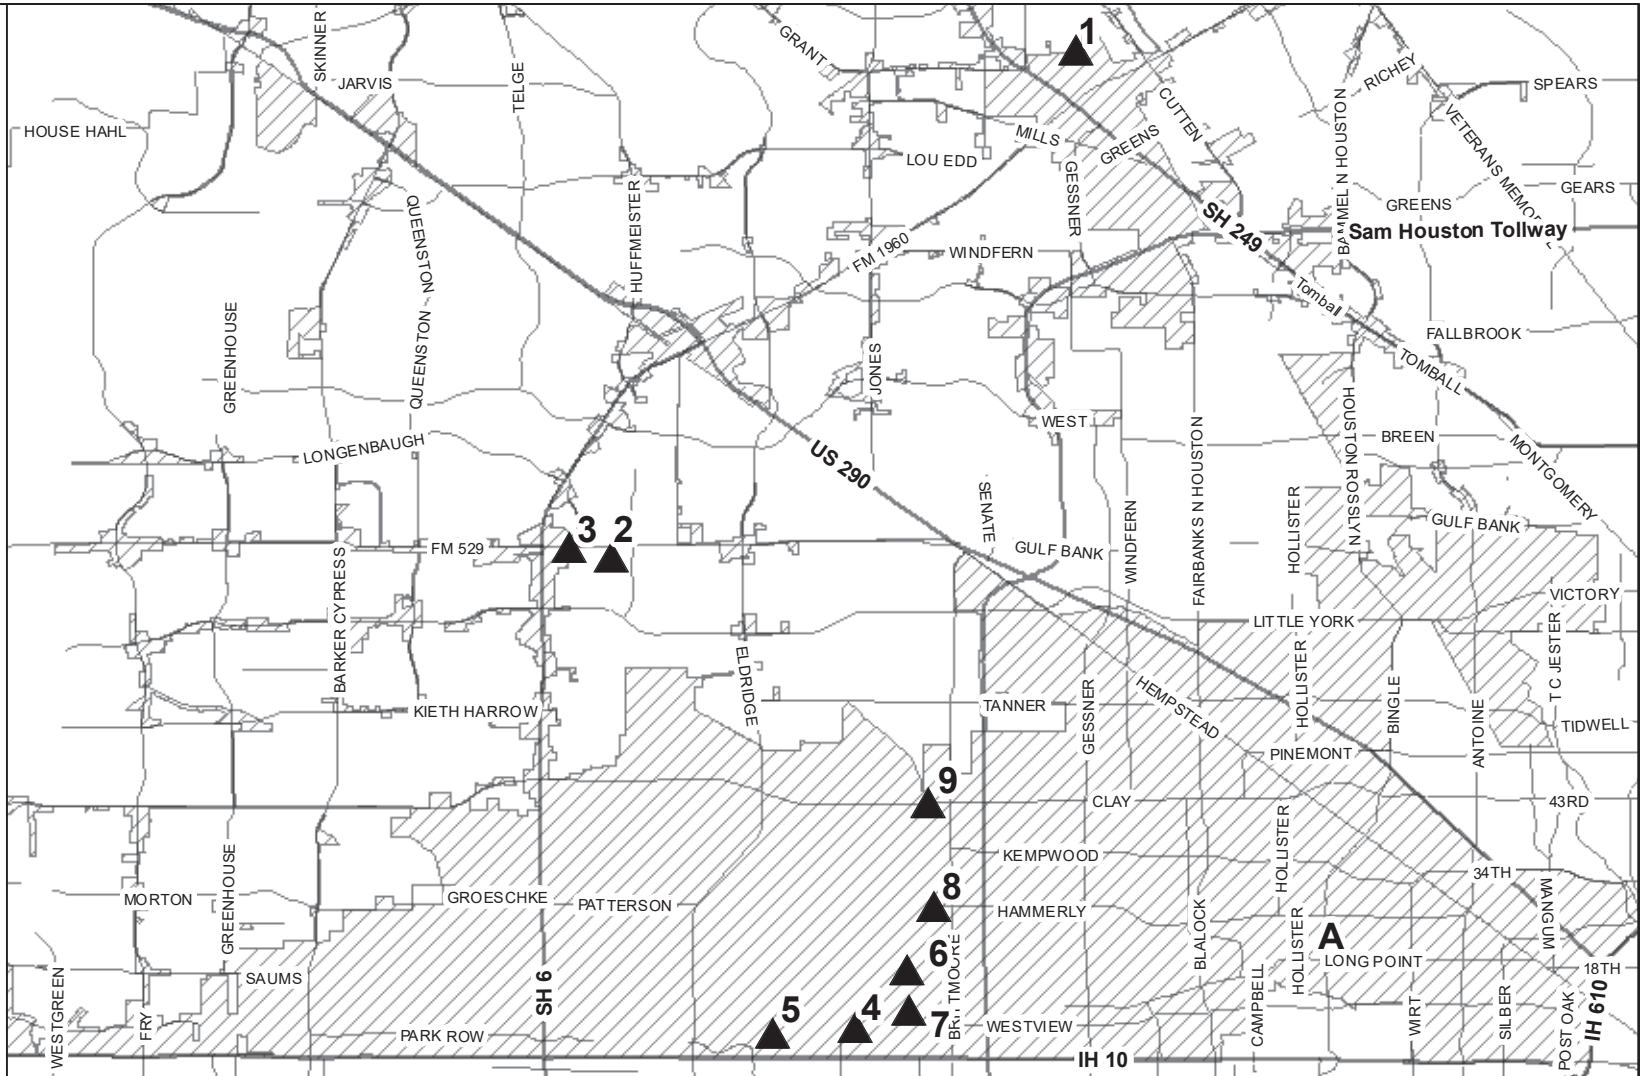 SKINNER
GRANT
1
JARVIS
TELGE
RICHEY
SPEARS
CUTTEN
HOUSE HAHL
MILLS
GREENS
BAMMEL N HOUSTON
LOU EDD
GESSNER
GEARS
GREENS
QUEENSTON
HUFFMEISTER
SH 249
Sam Houston Tollway
FM 1960
WINDFERN
Tomball
GREENHOUSE
QUEENSTON
JONES
FALLBROOK
TOMBALL
WEST
HOUSTON ROSSLYN
LONGENBAUGH
US 290
FAIRBANKS N HOUSTON
BREEN
MONTGOMERY
SENATE
WINDFERN
HOLLISTER
GULF BANK
3
2
FM 529
GULF BANK
BARKER CYPRESS
VICTORY
LITTLE YORK
ELDRIDGE
T C JESTER
HOLLISTER
KIETH HARROW
TANNER
GESSNER
HEMPSTEAD
BINGLE
ANTOINE
TIDWELL
PINEMONT
9
CLAY
43RD
GREENHOUSE
KEMPWOOD
HOLLISTER
34TH
MORTON
GROESCHKE
PATTERSON
8
HAMMERLY
BLALOCK
HOLLISTER
A
MANGUM
6
LONG POINT
SAUMS
SH 6
18TH
WESTGREEN
FRY
PARK ROW
5
4
7
WESTVIEW
CAMPBELL
WIRT
SILBER
POST OAK
IH 610
IH 10